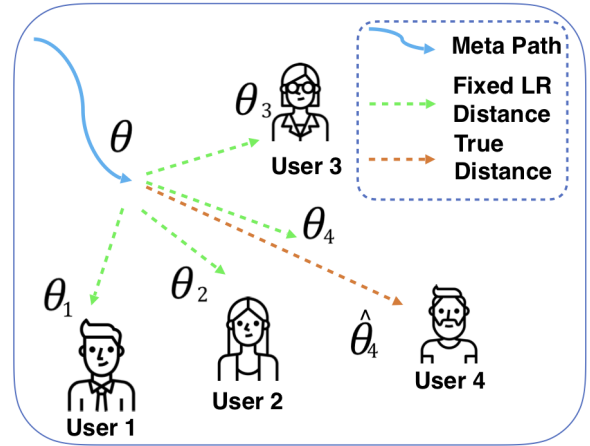 Meta Path
Fixed LR
Distance
True
Distance
θ
θ₃
User 3
θ₄
θ₁
θ₂
θ̂₄
User 1
User 2
User 4